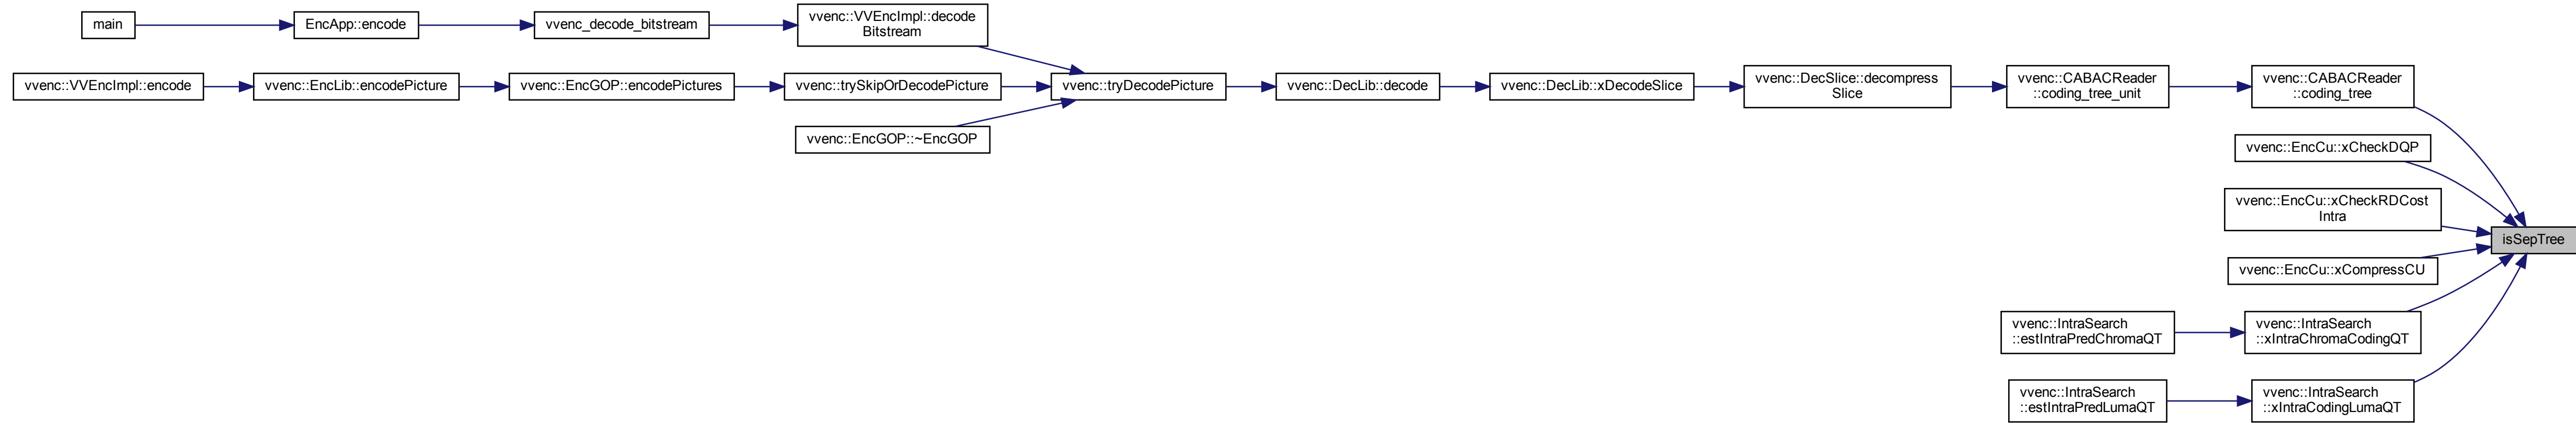 main
EncApp::encode
vvenc_decode_bitstream
vvenc::VVEncImpl::decode
Bitstream
vvenc::VVEncImpl::encode
vvenc::EncLib::encodePicture
vvenc::EncGOP::encodePictures
vvenc::trySkipOrDecodePicture
vvenc::tryDecodePicture
vvenc::DecLib::decode
vvenc::DecLib::xDecodeSlice
vvenc::DecSlice::decompress
Slice
vvenc::CABACReader
::coding_tree_unit
vvenc::CABACReader
::coding_tree
vvenc::EncGOP::~EncGOP
vvenc::EncCu::xCheckDQP
vvenc::EncCu::xCheckRDCost
Intra
isSepTree
vvenc::EncCu::xCompressCU
vvenc::IntraSearch
::estIntraPredChromaQT
vvenc::IntraSearch
::xIntraChromaCodingQT
vvenc::IntraSearch
::estIntraPredLumaQT
vvenc::IntraSearch
::xIntraCodingLumaQT